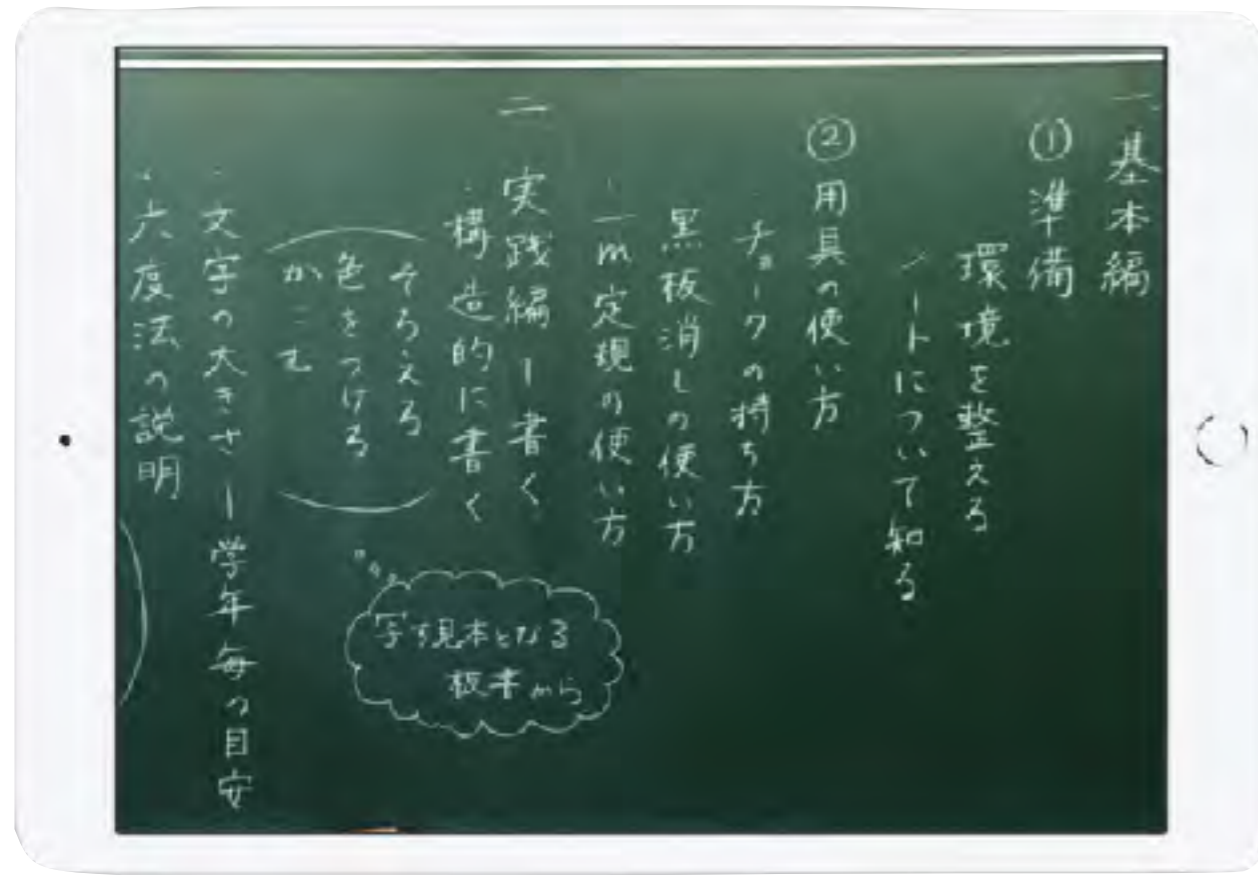 一 基本編
①準備
環境を整える
ノートについて知る
②用具の使い方
・チョークの持ち方
黒板消しの使い方
・一m定規の使い方
二 実践編ー書く
・構造的に書く
そろえる
色をつける
かこむ
写す見本となる
板書から
・文字の大きさー学年毎の目安
・六度法の説明